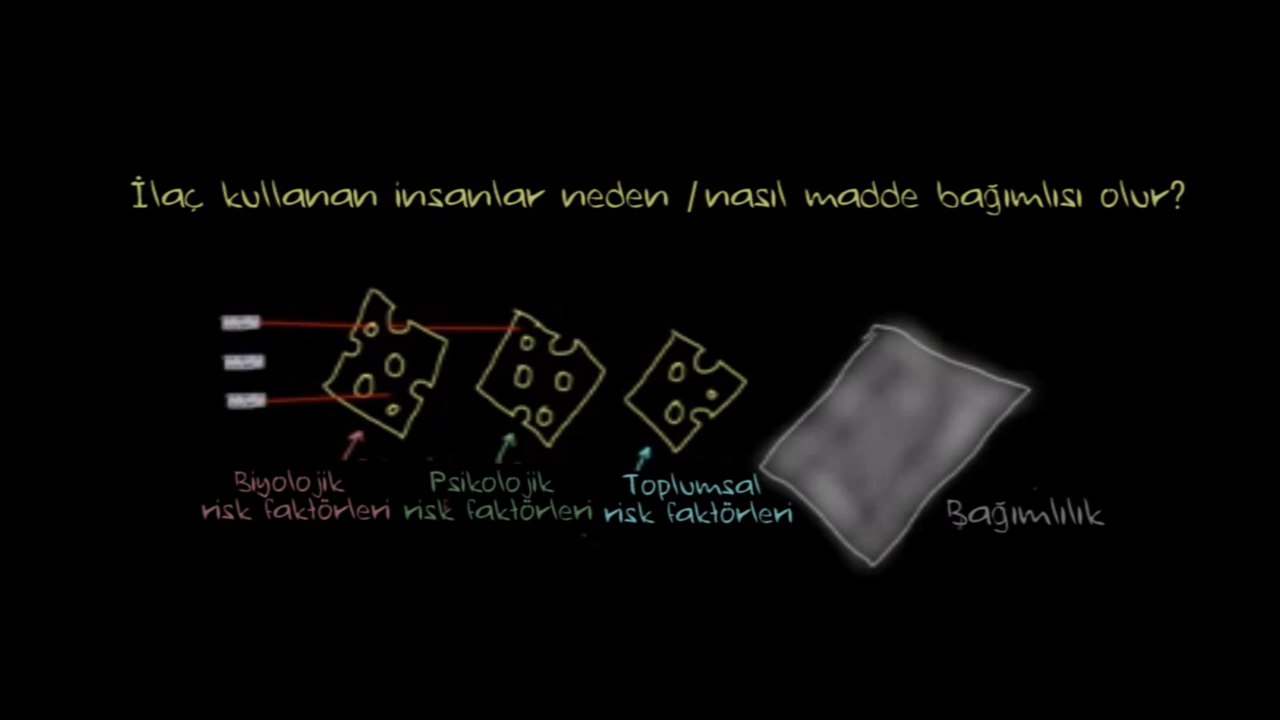 İlaç kullanan insanlar neden /nasıl madde bağımlısı olur?
Biyolojik
risk faktörleri
Psikolojik
risk faktörleri
Toplumsal
risk faktörleri
Bağımlılık